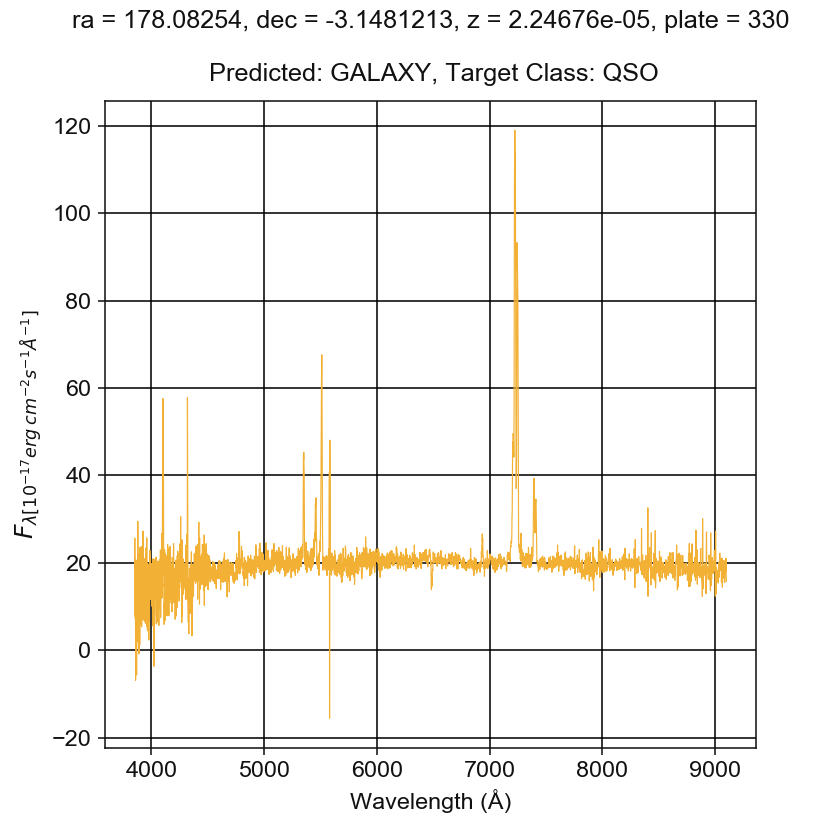 ra = 178.08254, dec = -3.1481213, z = 2.24676e-05, plate = 330
Predicted: GALAXY, Target Class: QSO
120
100
80
60
40
20
0
−20
F_λ[10^{−17} erg cm^{−2}s^{−1}Å^{−1}]
4000 5000 6000 7000 8000 9000
Wavelength (Å)